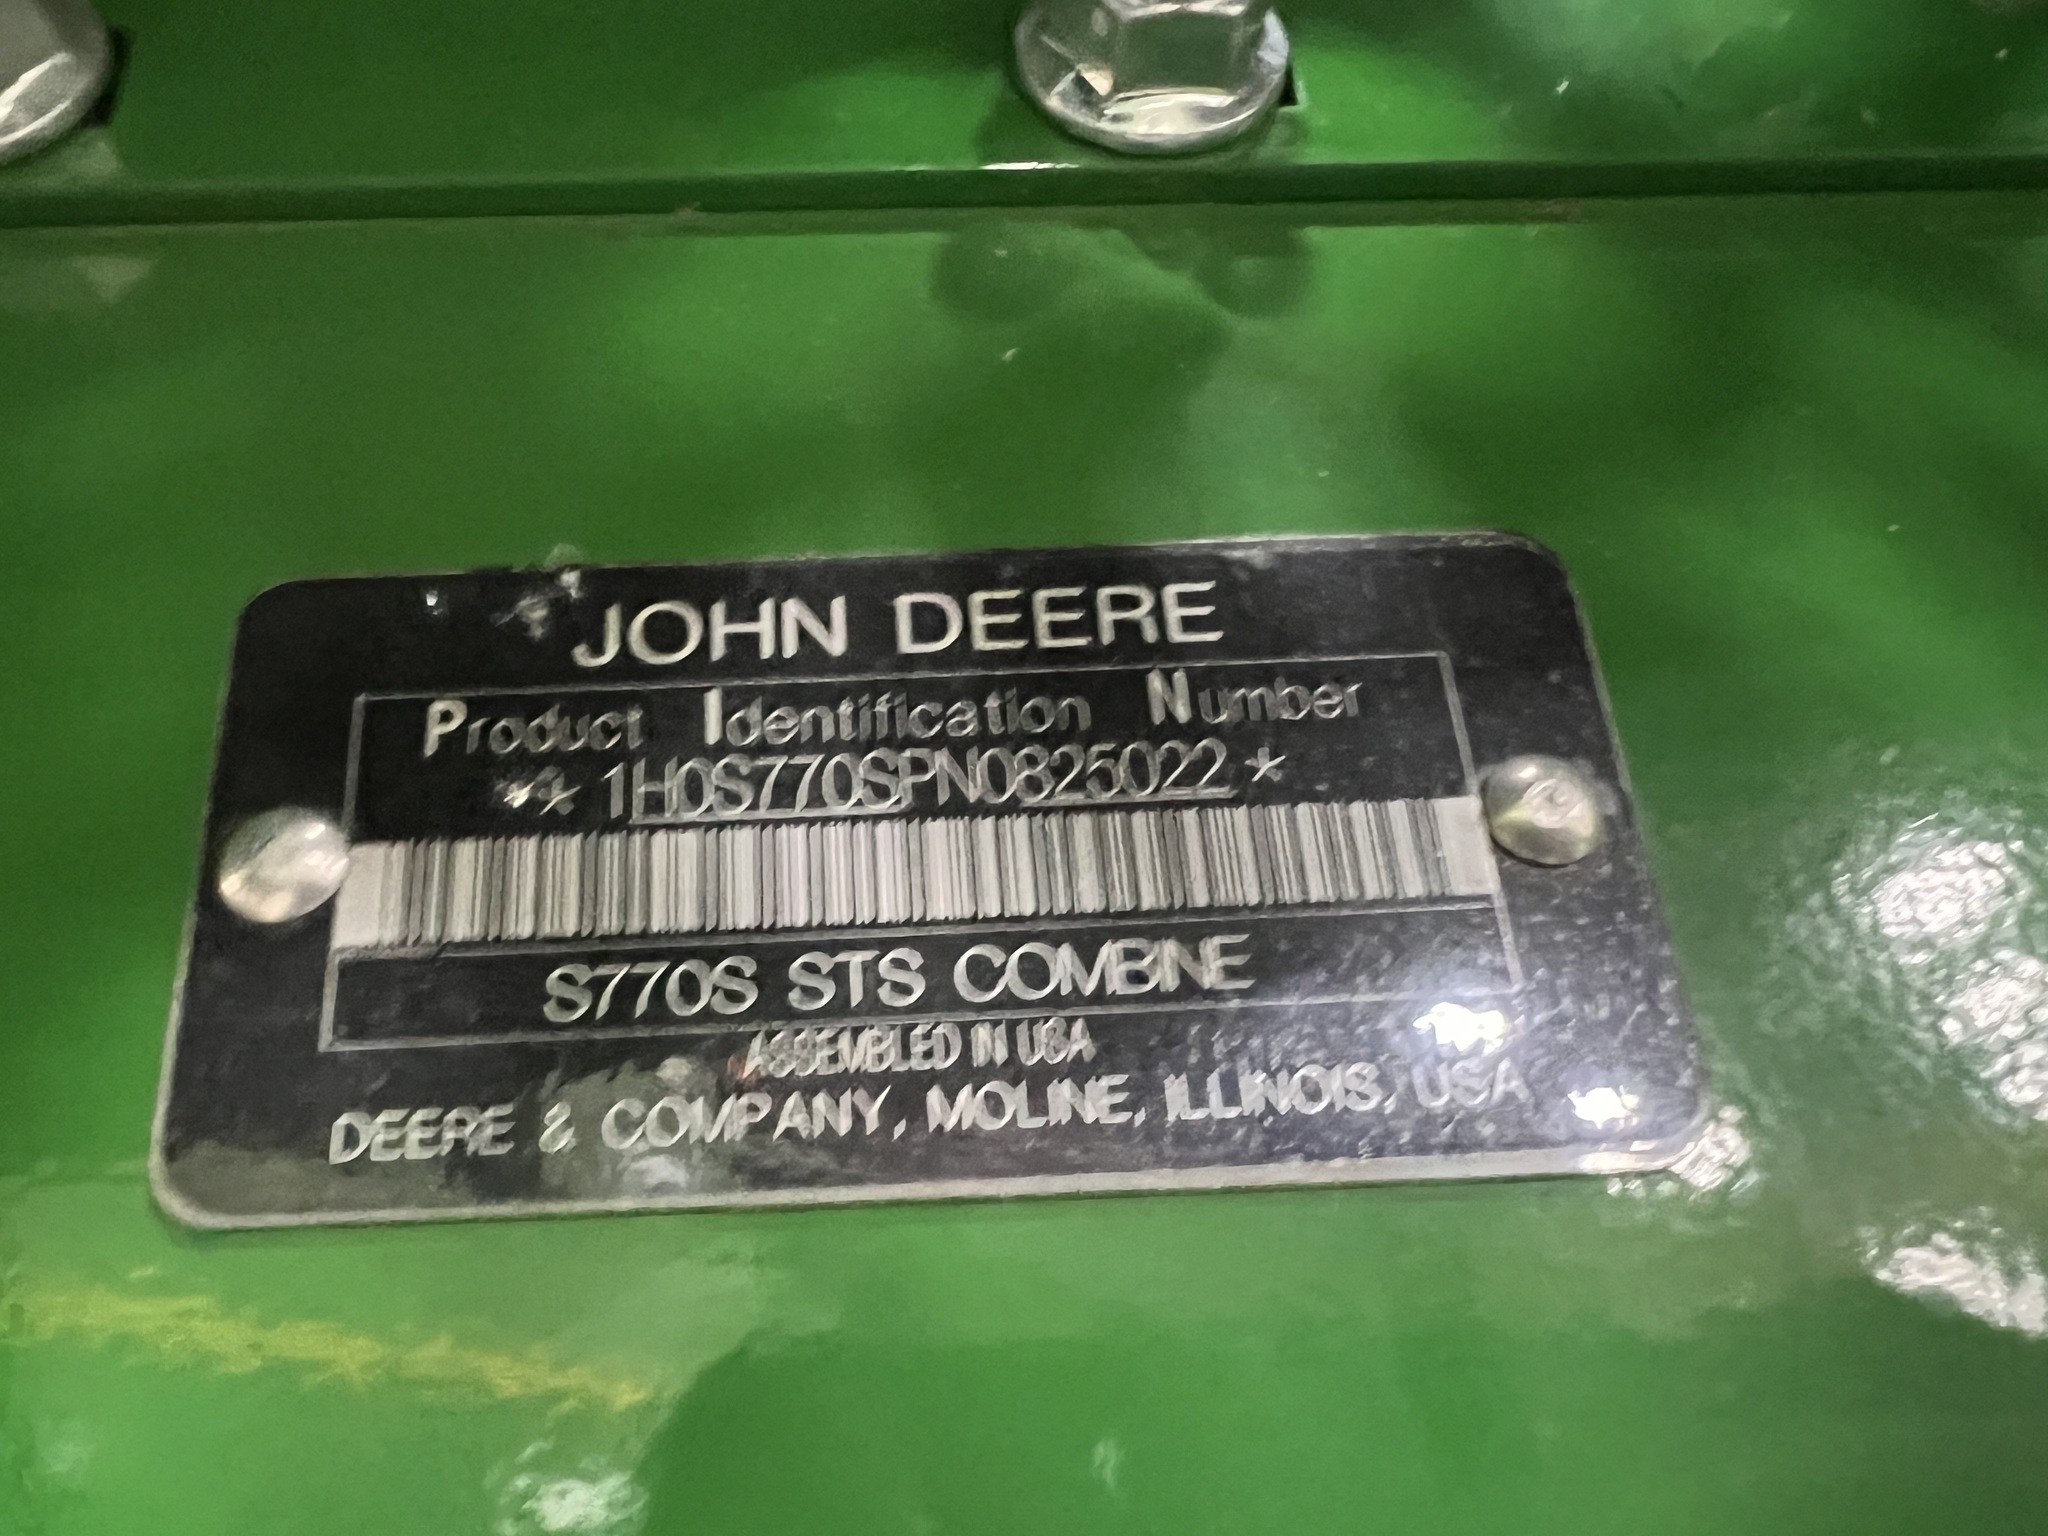 JOHN DEERE
Product Identification Number
** 1H0S770SPN0825022 *
S770S STS COMBINE
ASSEMBLED IN USA
DEERE & COMPANY, MOLINE, ILLINOIS, USA